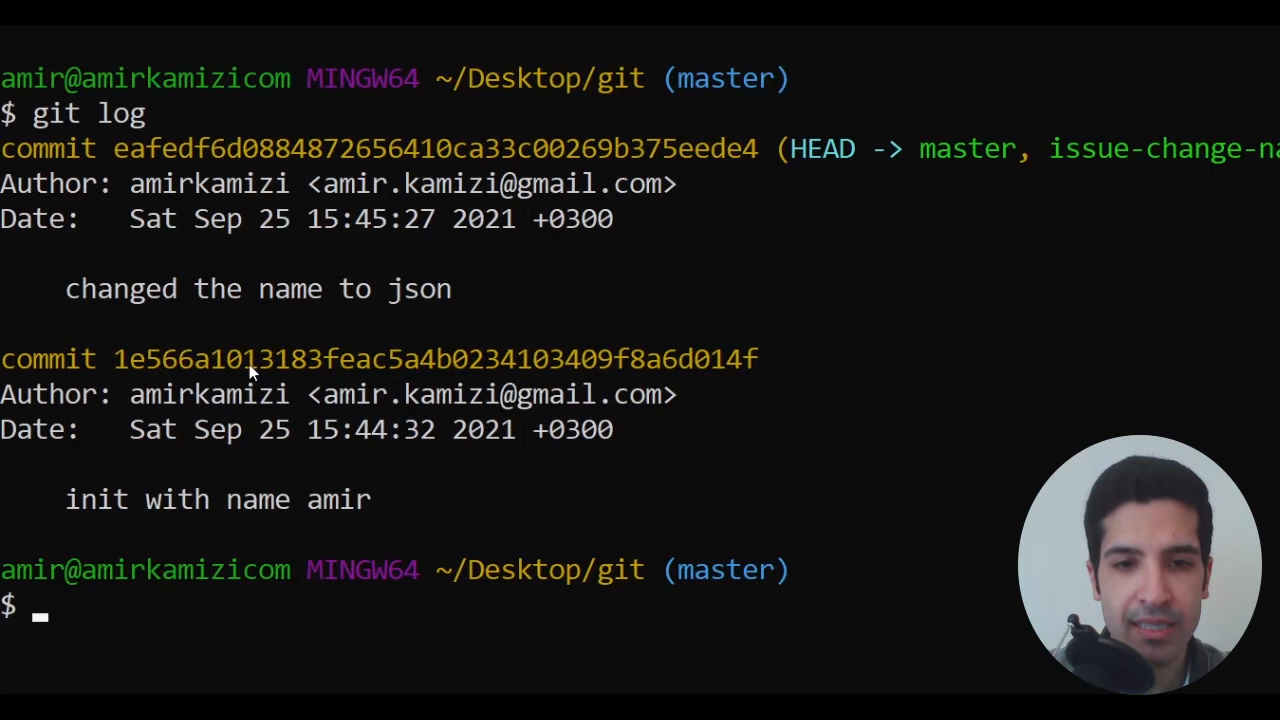 amir@amirkamizicom MINGW64 ~/Desktop/git (master)
$ git log
commit eafedf6d0884872656410ca33c00269b375eede4 (HEAD -> master, issue-change-na
Author: amirkamizi <amir.kamizi@gmail.com>
Date:   Sat Sep 25 15:45:27 2021 +0300
changed the name to json
commit 1e566a1013183feac5a4b0234103409f8a6d014f
Author: amirkamizi <amir.kamizi@gmail.com>
Date:   Sat Sep 25 15:44:32 2021 +0300
init with name amir
amir@amirkamizicom MINGW64 ~/Desktop/git (master)
$